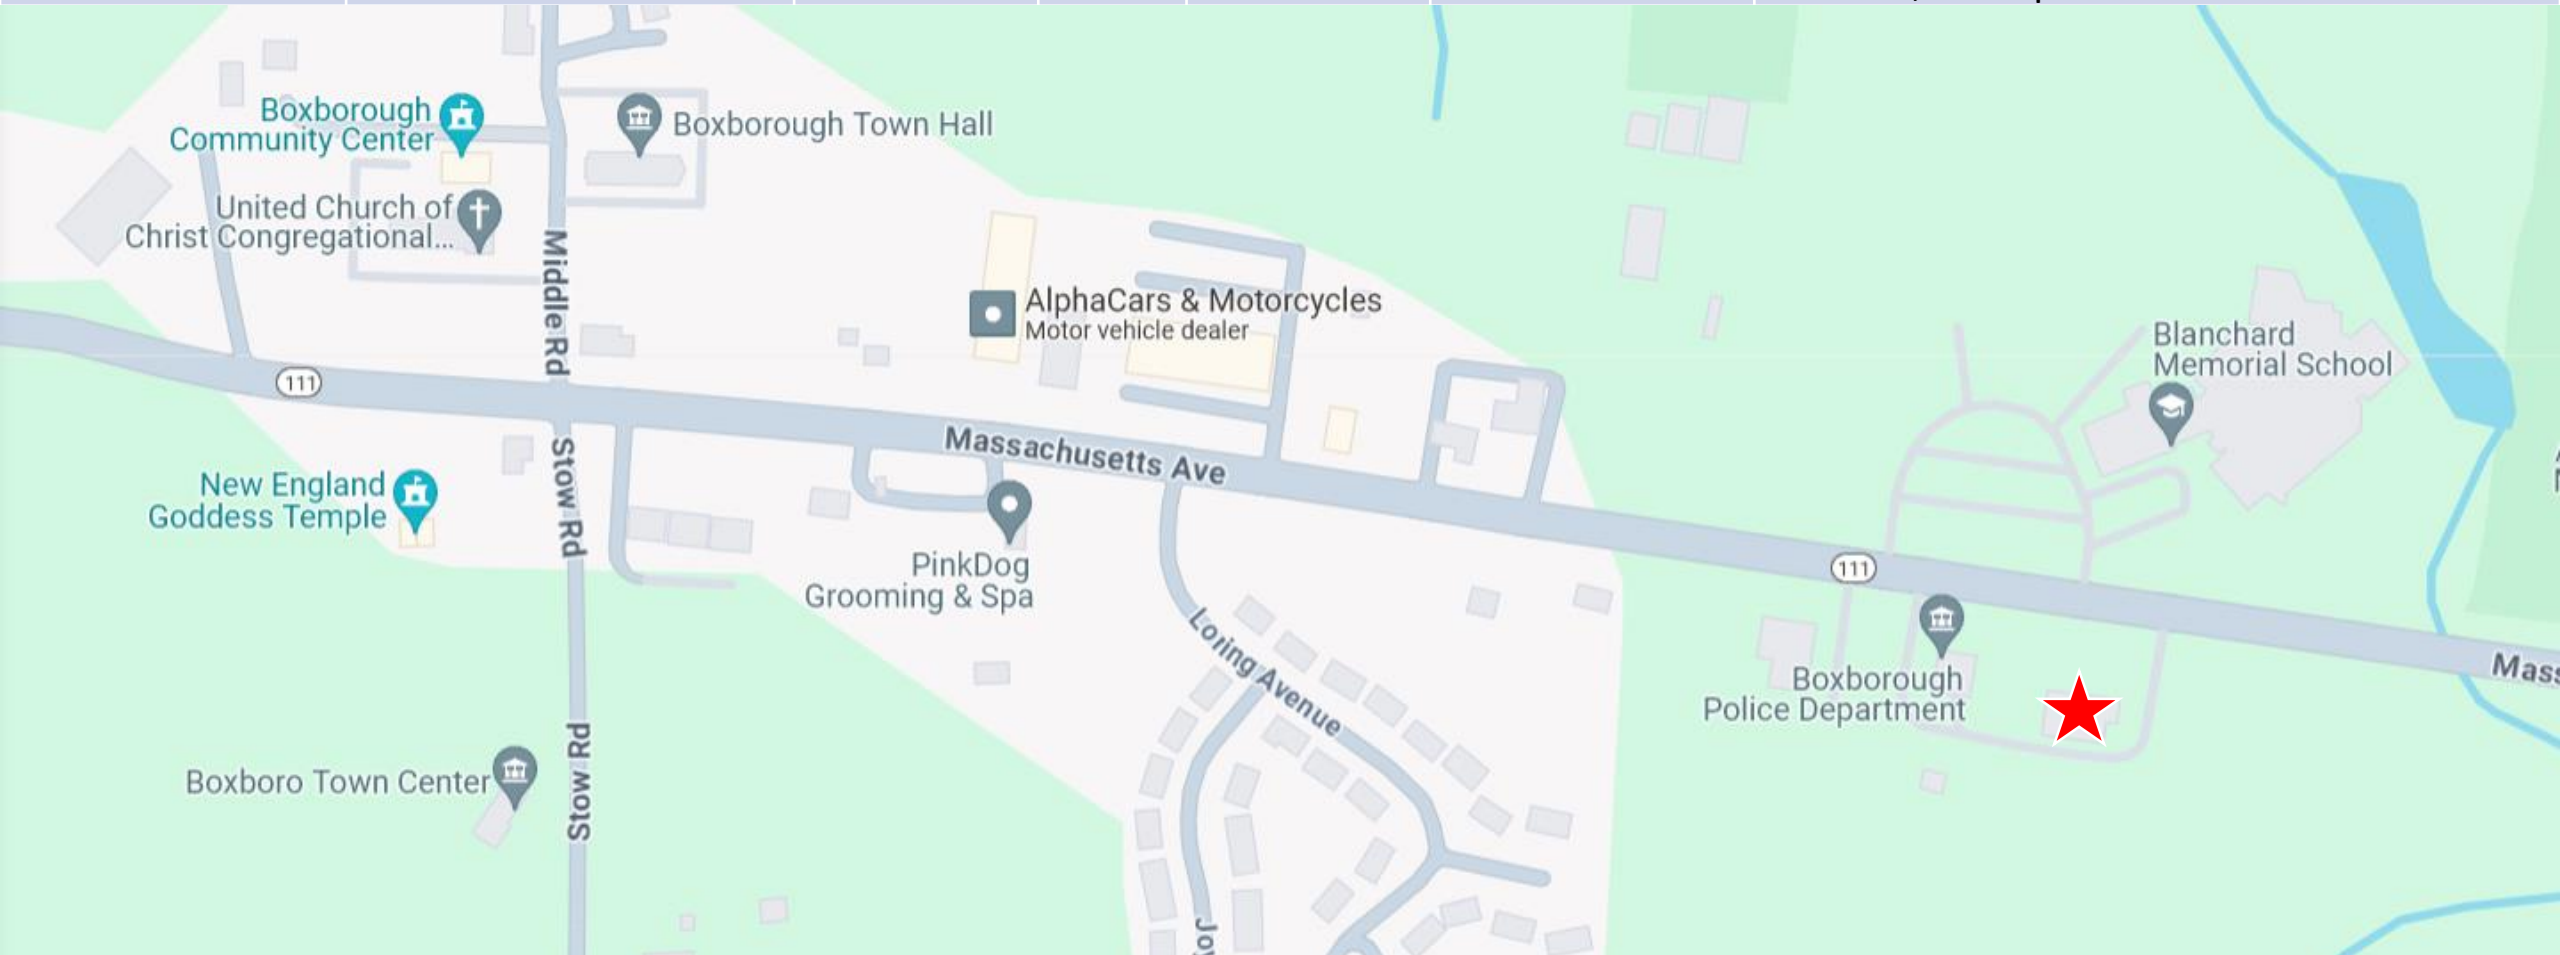 Boxborough
Community Center
Boxborough Town Hall
United Church of
Christ Congregational...
Middle Rd
AlphaCars & Motorcycles
Motor vehicle dealer
Blanchard
Memorial School
111
Massachusetts Ave
Stow Rd
New England
Goddess Temple
PinkDog
Grooming & Spa
111
Loring Avenue
Boxborough
Police Department
Mass
Boxboro Town Center
Stow Rd